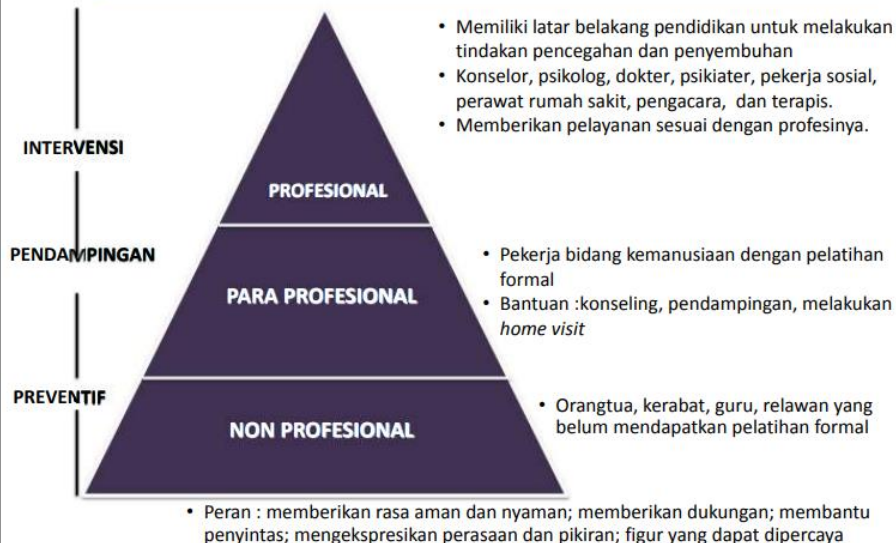 • Memiliki latar belakang pendidikan untuk melakukan
tindakan pencegahan dan penyembuhan
• Konselor, psikolog, dokter, psikiater, pekerja sosial,
perawat rumah sakit, pengacara, dan terapis.
• Memberikan pelayanan sesuai dengan profesinya.
INTERVENSI
PROFESIONAL
PENDAMPINGAN
• Pekerja bidang kemanusiaan dengan pelatihan
formal
• Bantuan :konseling, pendampingan, melakukan
home visit
PARA PROFESIONAL
PREVENTIF
• Orangtua, kerabat, guru, relawan yang
belum mendapatkan pelatihan formal
NON PROFESIONAL
• Peran : memberikan rasa aman dan nyaman; memberikan dukungan; membantu
penyintas; mengekspresikan perasaan dan pikiran; figur yang dapat dipercaya